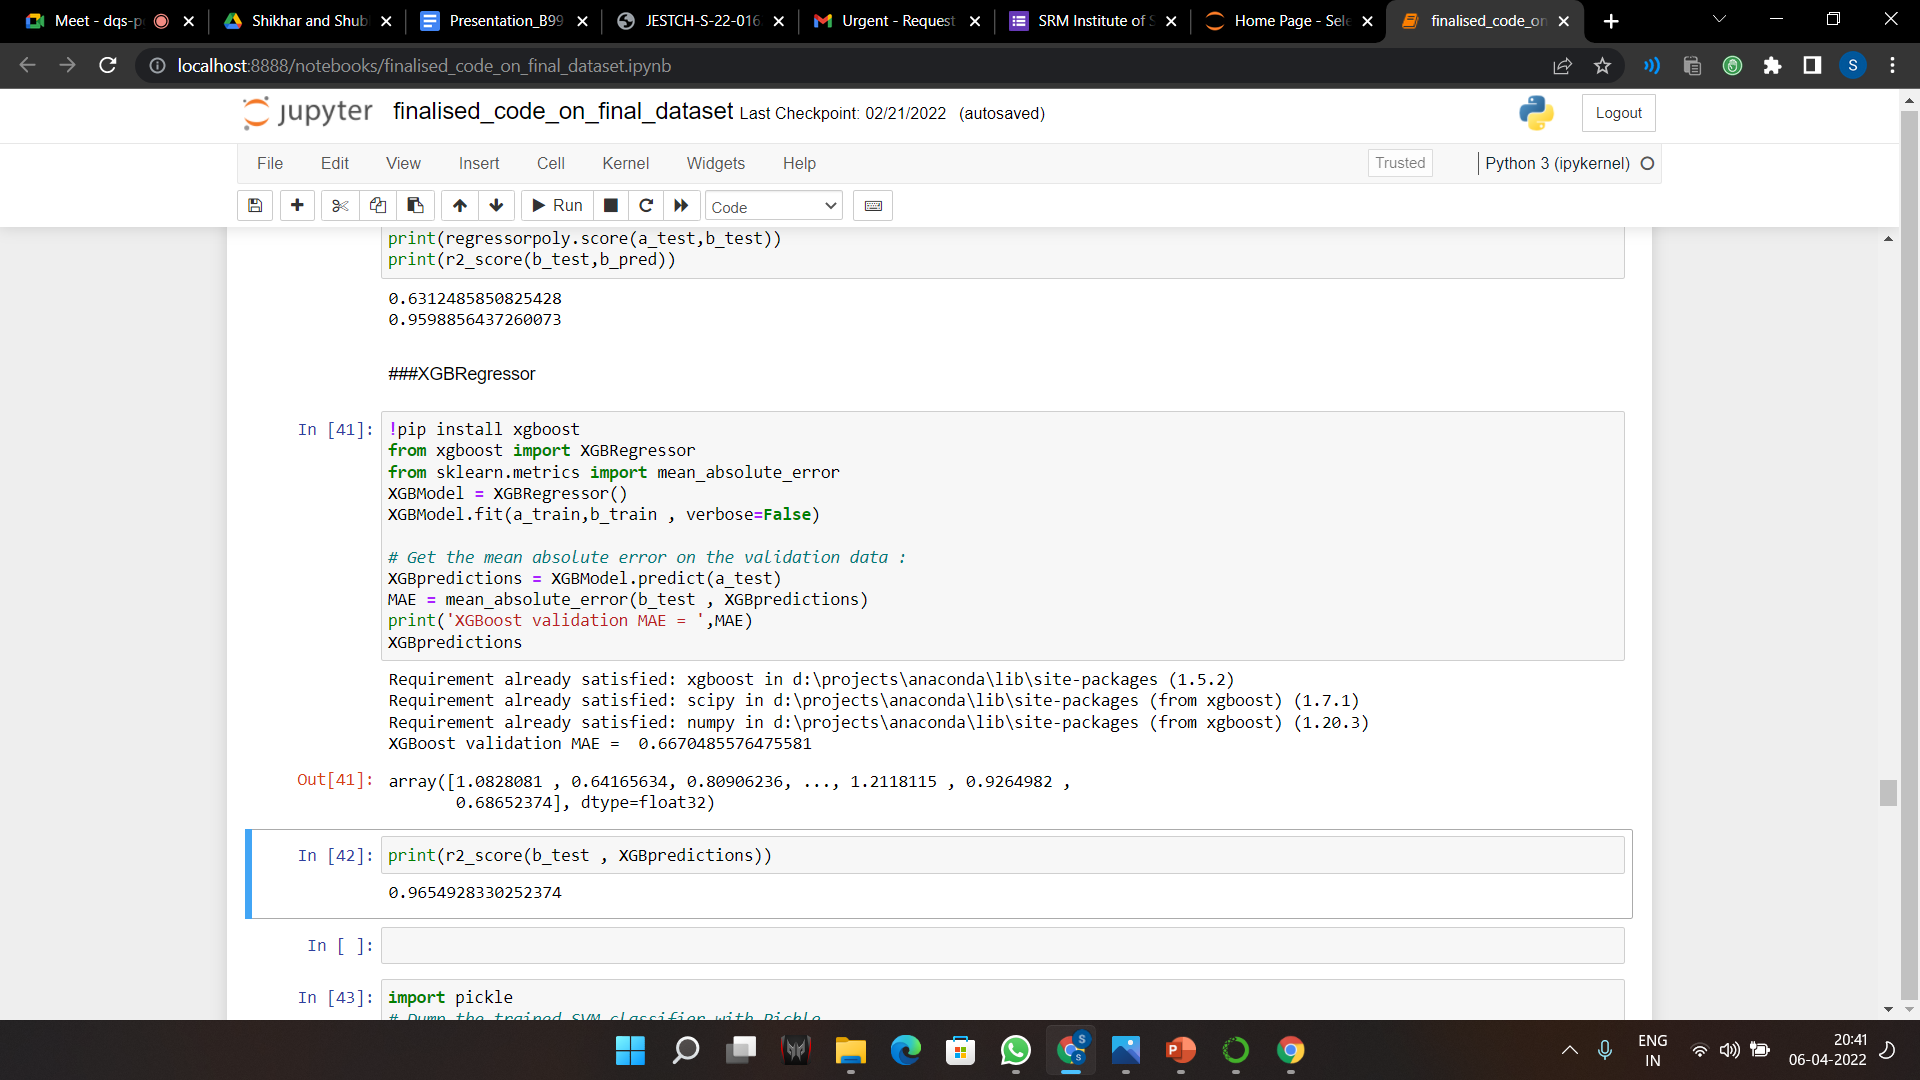 Meet - dqs-p
Shikhar and Shub
Presentation_B99
JESTCH-S-22-016
Urgent - Request
SRM Institute of S
Home Page - Sele
finalised_code_on
localhost:8888/notebooks/finalised_code_on_final_dataset.ipynb
S
jupyter finalised_code_on_final_dataset Last Checkpoint: 02/21/2022 (autosaved)
Logout
File Edit View Insert Cell Kernel Widgets Help
Trusted
Python 3 (ipykernel)
Run
Code
print(regressorpoly.score(a_test,b_test))
print(r2_score(b_test,b_pred))
0.6312485850825428
0.9598856437260073
###XGBRegressor
In [41]: !pip install xgboost
from xgboost import XGBRegressor
from sklearn.metrics import mean_absolute_error
XGBModel = XGBRegressor()
XGBModel.fit(a_train,b_train , verbose=False)
# Get the mean absolute error on the validation data :
XGBpredictions = XGBModel.predict(a_test)
MAE = mean_absolute_error(b_test , XGBpredictions)
print('XGBoost validation MAE = ',MAE)
XGBpredictions
Requirement already satisfied: xgboost in d:\projects\anaconda\lib\site-packages (1.5.2)
Requirement already satisfied: scipy in d:\projects\anaconda\lib\site-packages (from xgboost) (1.7.1)
Requirement already satisfied: numpy in d:\projects\anaconda\lib\site-packages (from xgboost) (1.20.3)
XGBoost validation MAE =  0.6670485576475581
Out[41]: array([1.0828081 , 0.64165634, 0.80906236, ..., 1.2118115 , 0.9264982 ,
0.68652374], dtype=float32)
In [42]: print(r2_score(b_test , XGBpredictions))
0.9654928330252374
In [ ]:
In [43]: import pickle
# Dump the trained SVM classifier with Pickle
ENG
IN
20:41
06-04-2022